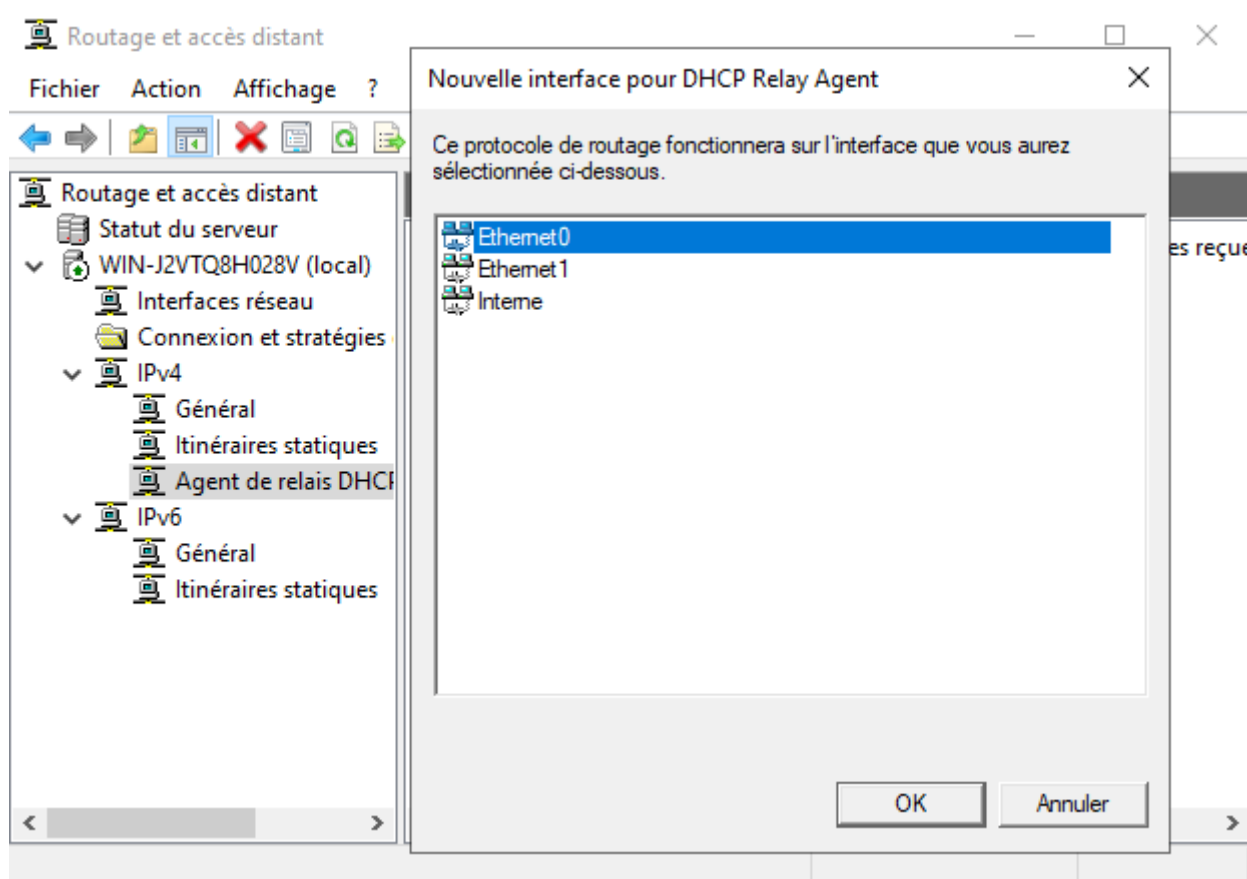 Routage et accès distant
Fichier Action Affichage ?
Nouvelle interface pour DHCP Relay Agent
Ce protocole de routage fonctionnera sur l'interface que vous aurez
sélectionnée ci-dessous.
Ethernet0
Ethernet1
Interne
OK Annuler
Routage et accès distant
Statut du serveur
WIN-J2VTQ8H028V (local)
Interfaces réseau
Connexion et stratégies
IPv4
Général
Itinéraires statiques
Agent de relais DHCP
IPv6
Général
Itinéraires statiques
es reçue